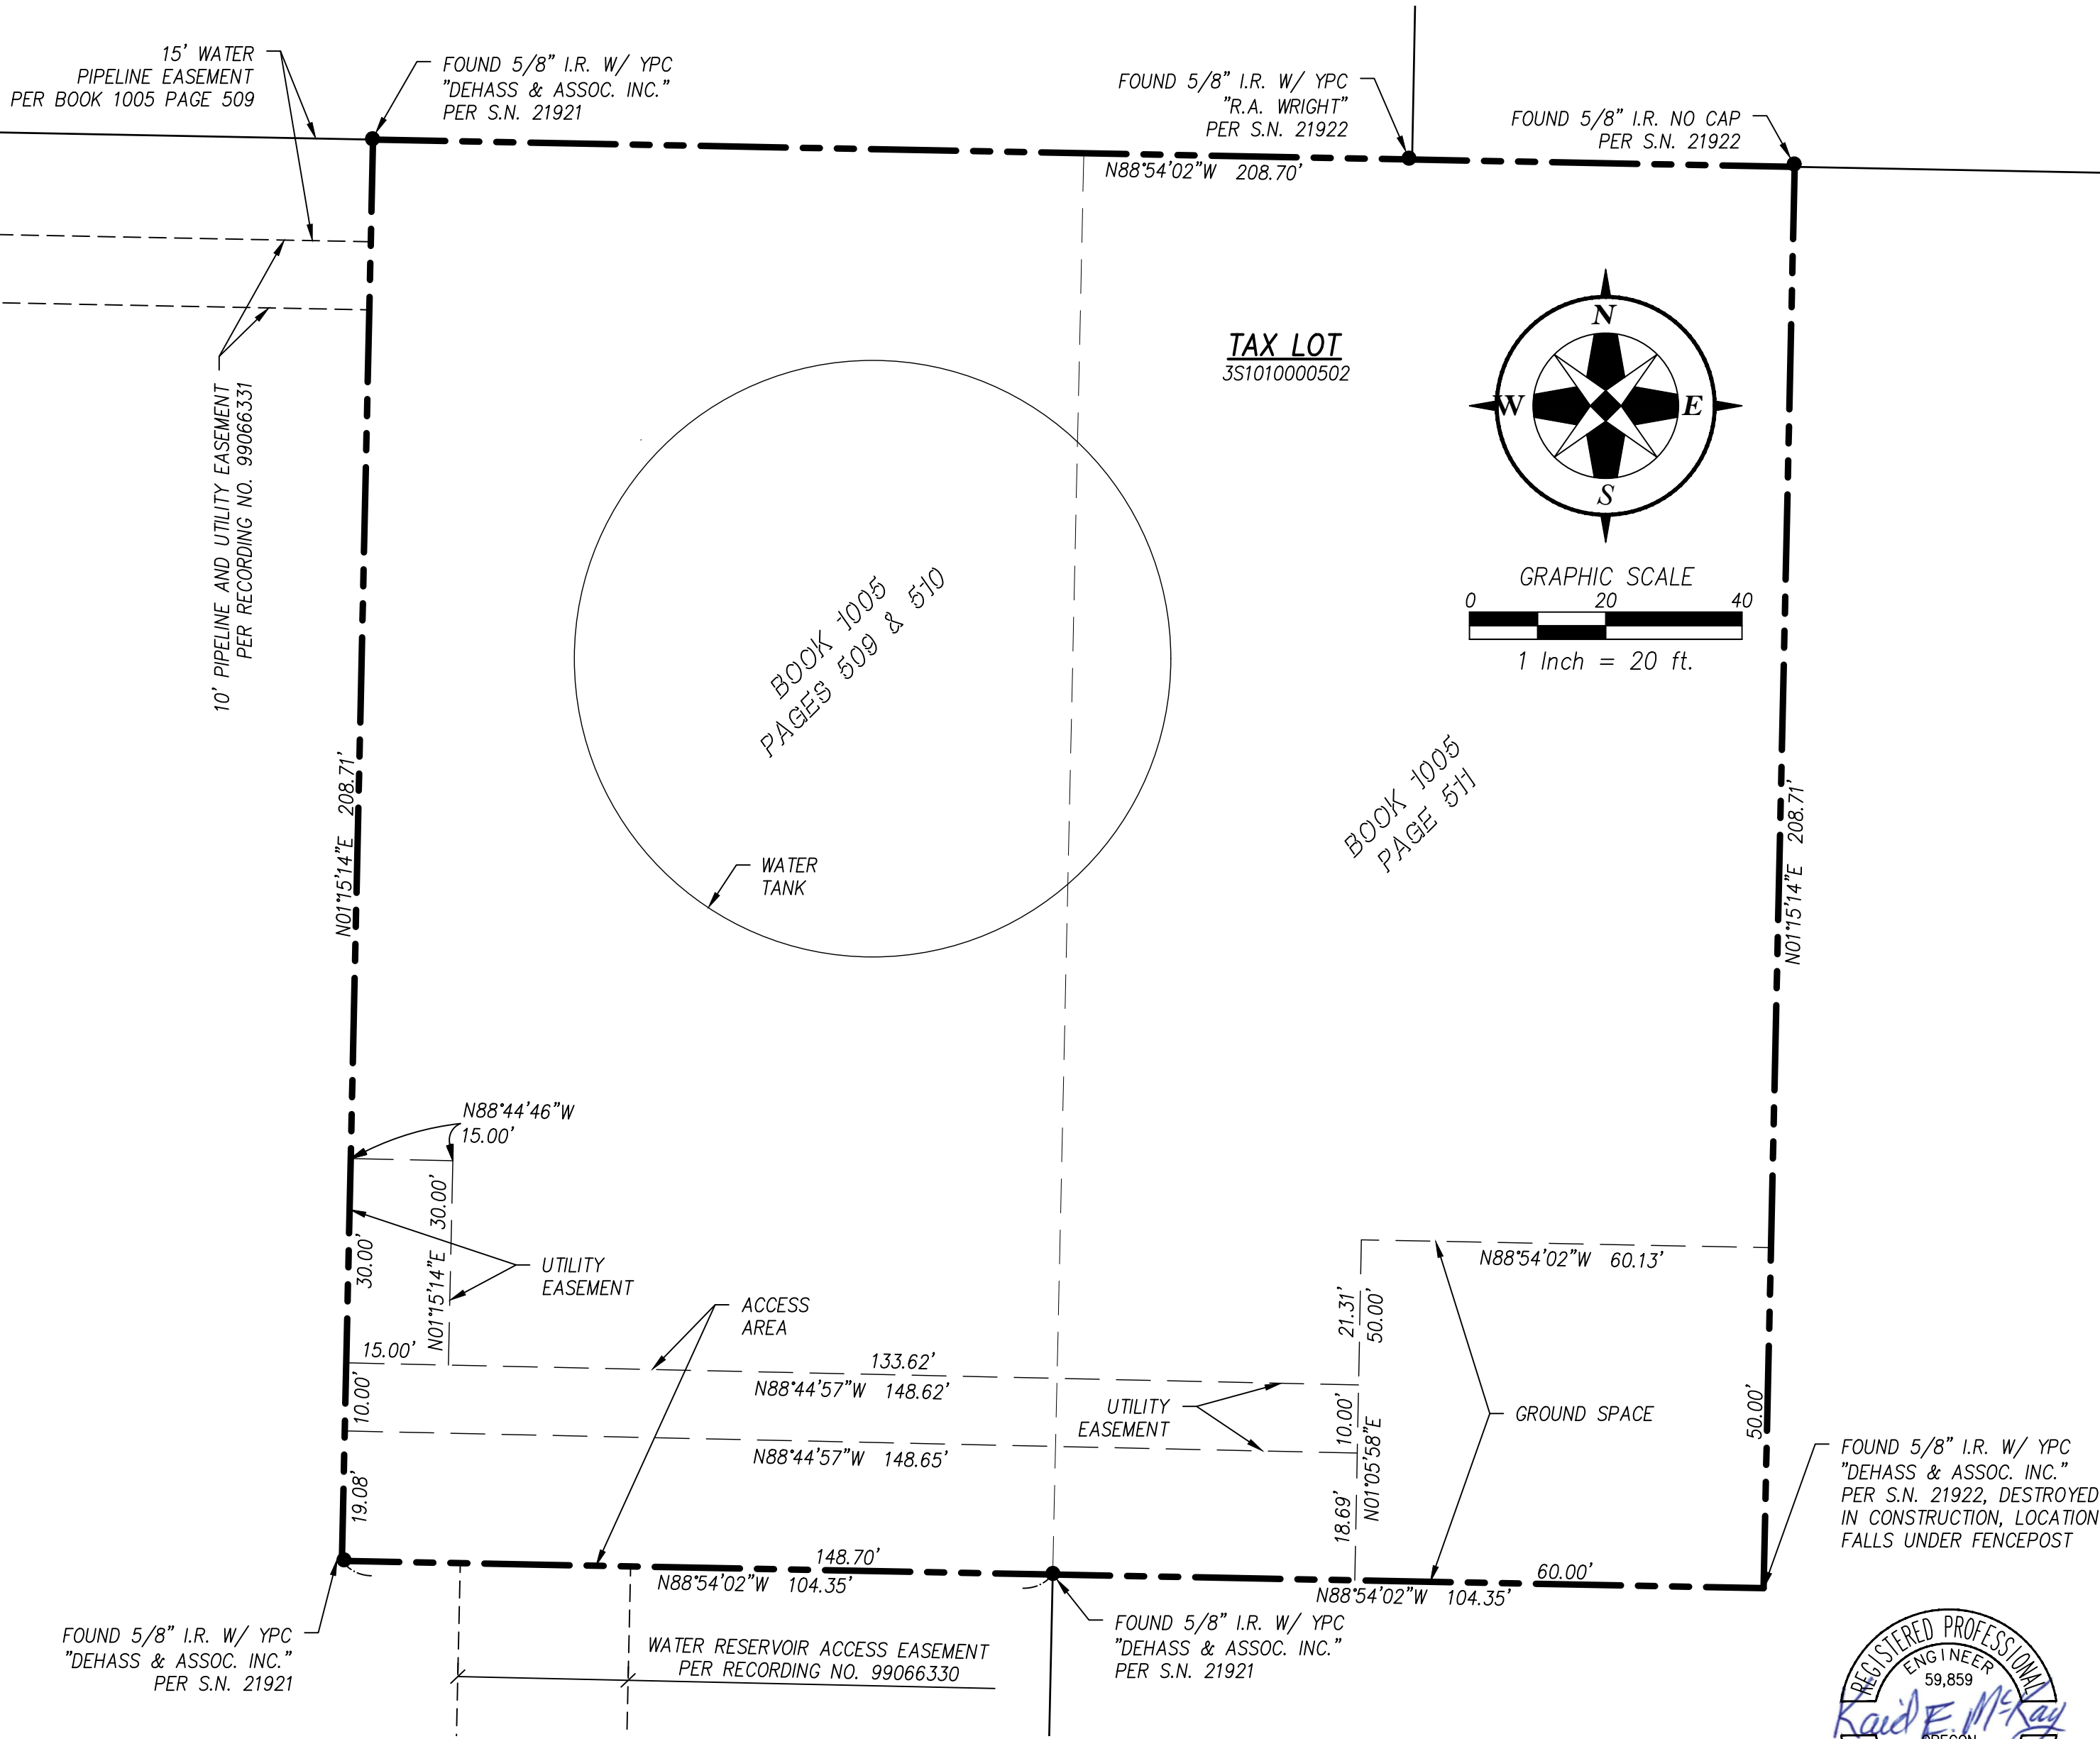 15' WATER
PIPELINE EASEMENT
PER BOOK 1005 PAGE 509
FOUND 5/8" I.R. W/ YPC
"DEHASS & ASSOC. INC."
PER S.N. 21921
FOUND 5/8" I.R. W/ YPC
"R.A. WRIGHT"
PER S.N. 21922
FOUND 5/8" I.R. NO CAP
PER S.N. 21922
N88°54'02"W 208.70'
TAX LOT
3S1010000502
N
W
E
S
GRAPHIC SCALE
0 20 40
1 Inch = 20 ft.
10' PIPELINE AND UTILITY EASEMENT
PER RECORDING NO. 99066331
BOOK 1005
PAGES 509 & 510
BOOK 1005
PAGE 511
N01°15'14"E 208.71'
N01°15'14"E 208.71'
WATER
TANK
N88°44'46"W
15.00'
30.00'
N01°15'14"E 30.00'
UTILITY
EASEMENT
ACCESS
AREA
N88°54'02"W 60.13'
21.31'
50.00'
15.00'
133.62'
N88°44'57"W 148.62'
10.00'
UTILITY
EASEMENT
10.00'
N01°05'58"E
GROUND SPACE
50.00'
N88°44'57"W 148.65'
19.08'
18.69'
FOUND 5/8" I.R. W/ YPC
"DEHASS & ASSOC. INC."
PER S.N. 21922, DESTROYED
IN CONSTRUCTION, LOCATION
FALLS UNDER FENCEPOST
148.70'
N88°54'02"W 104.35'
60.00'
N88°54'02"W 104.35'
FOUND 5/8" I.R. W/ YPC
"DEHASS & ASSOC. INC."
PER S.N. 21921
WATER RESERVOIR ACCESS EASEMENT
PER RECORDING NO. 99066330
FOUND 5/8" I.R. W/ YPC
"DEHASS & ASSOC. INC."
PER S.N. 21921
REGISTERED PROFESSIONAL
ENGINEER
59,859
Kaid E. McKay
OREGON